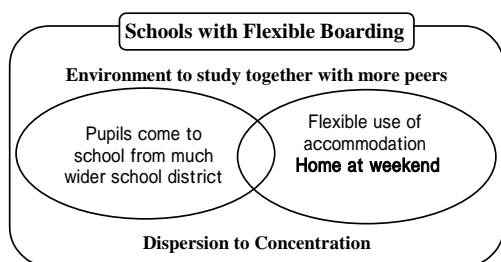 Schools with Flexible Boarding
Environment to study together with more peers
Pupils come to
school from much
wider school district
Flexible use of
accommodation
Home at weekend
Dispersion to Concentration